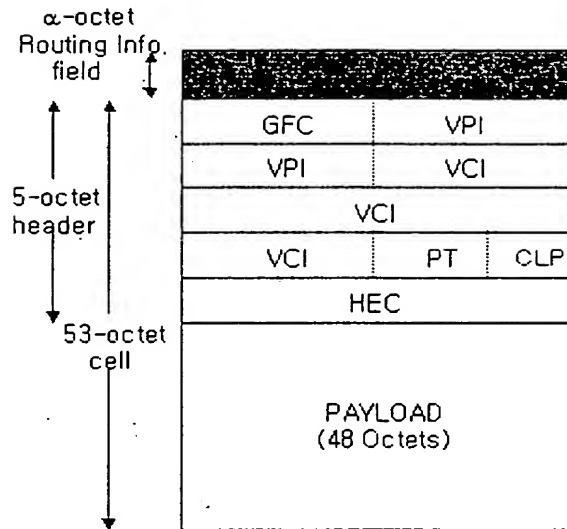 α-octet
Routing Info.
field
GFC VPI
VPI VCI
5-octet
header
VCI
VCI PT CLP
HEC
53-octet
cell
PAYLOAD
(48 Octets)